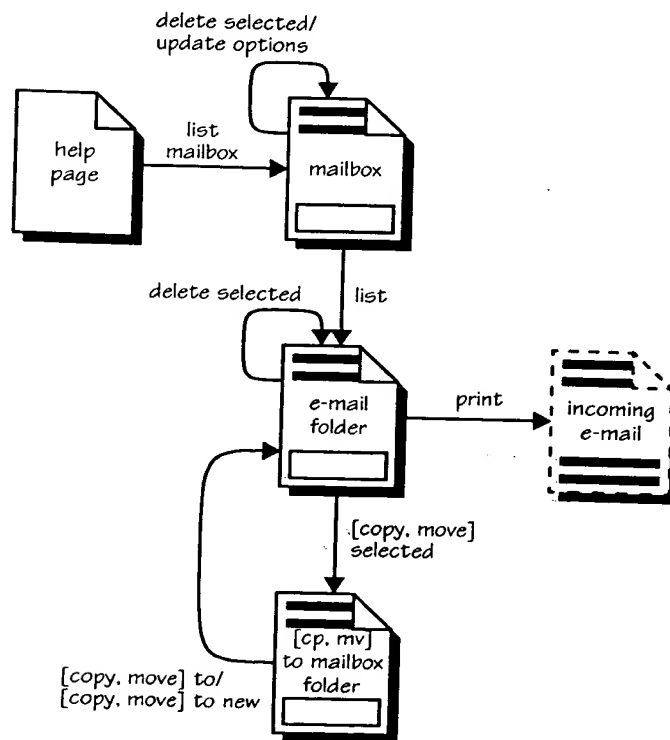 delete selected/
update options
help
page
list
mailbox
mailbox
delete selected
list
e-mail
folder
print
incoming
e-mail
[copy, move]
selected
[cp, mv]
to mailbox
folder
[copy, move] to/
[copy, move] to new